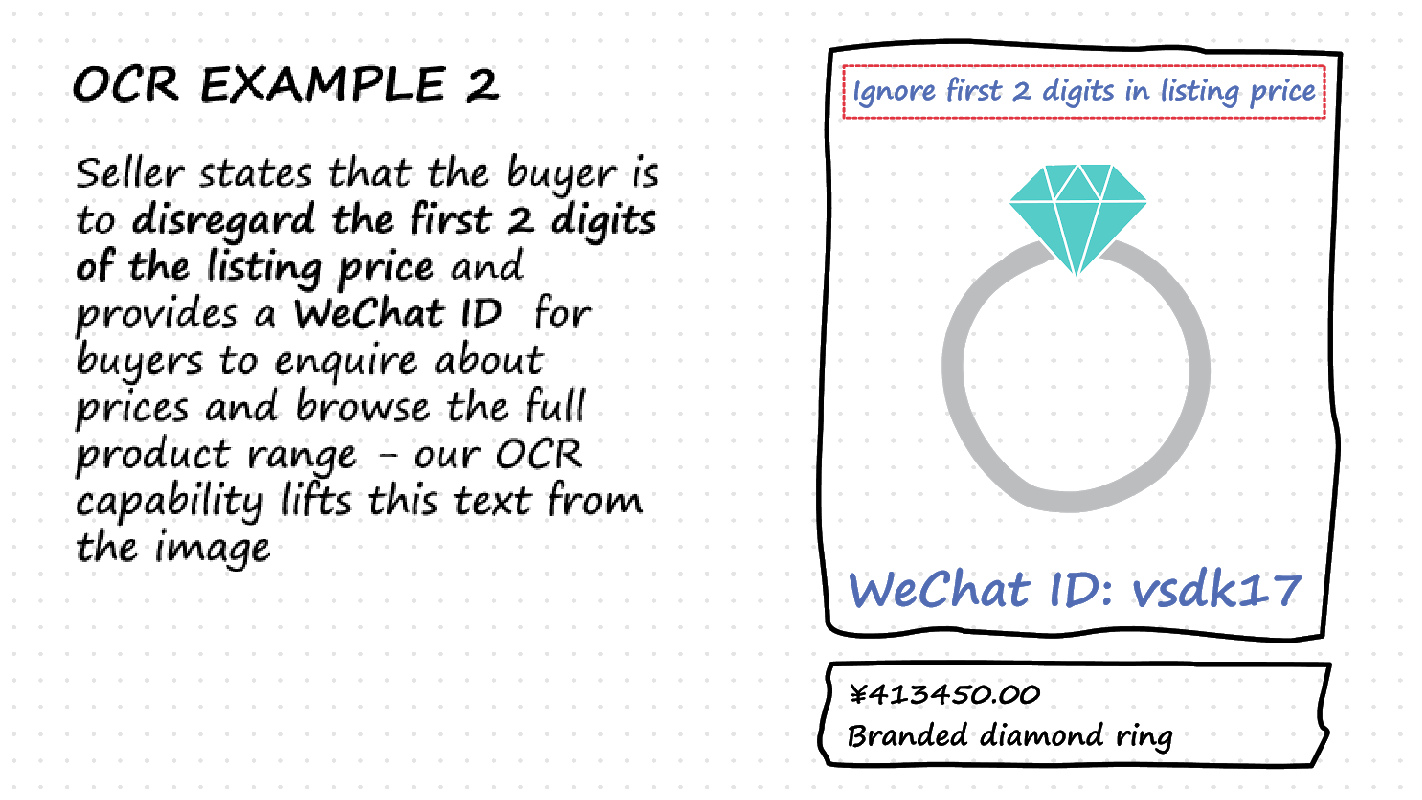 OCR EXAMPLE 2
Seller states that the buyer is
to disregard the first 2 digits
of the listing price and
provides a WeChat ID for
buyers to enquire about
prices and browse the full
product range - our OCR
capability lifts this text from
the image
Ignore first 2 digits in listing price
WeChat ID: vsdk17
¥413450.00
Branded diamond ring